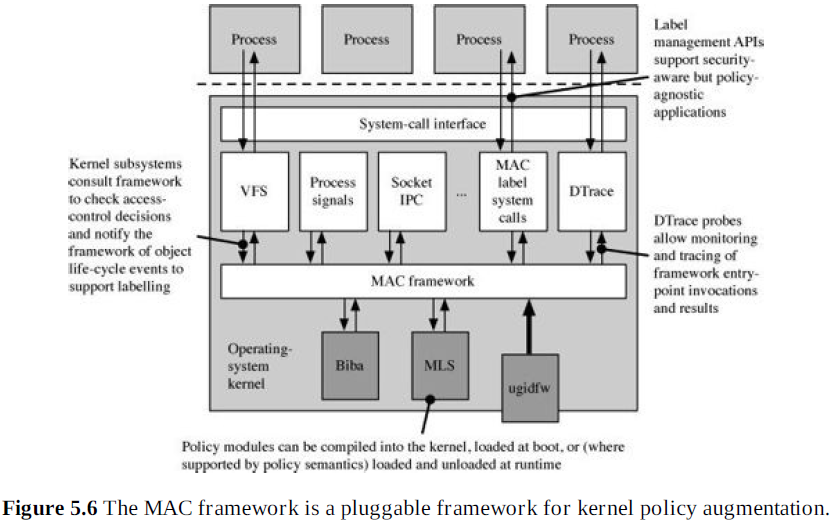 Process
Process
Process
Process
Label
management APIs
support security-
aware but policy-
agnostic
applications
System-call interface
Kernel subsystems
consult framework
to check access-
control decisions
and notify the
framework of object
life-cycle events to
support labelling
VFS
Process
signals
Socket
IPC
...
MAC
label
system
calls
DTrace
DTrace probes
allow monitoring
and tracing of
framework entry-
point invocations
and results
MAC framework
Operating-
system
kernel
Biba
MLS
ugidfw
Policy modules can be compiled into the kernel, loaded at boot, or (where
supported by policy semantics) loaded and unloaded at runtime
Figure 5.6 The MAC framework is a pluggable framework for kernel policy augmentation.